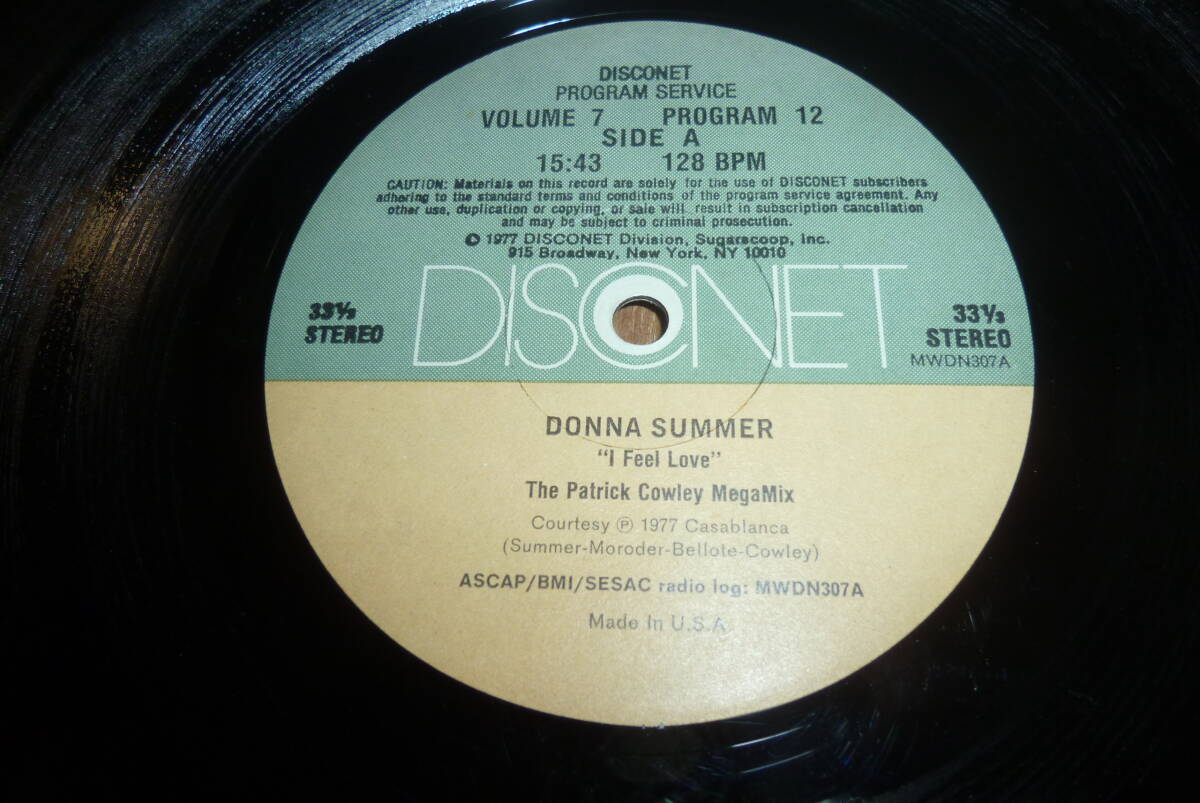 DISCONET
PROGRAM SERVICE
VOLUME 7 PROGRAM 12
SIDE A
15:43 128 BPM
CAUTION: Materials on this record are solely for the use of DISCONET subscribers
adhering to the standard terms and conditions of the program service agreement. Any
other use, duplication or copying, or sale will result in subscription cancellation
and may be subject to criminal prosecution.
℗ 1977 DISCONET Division, Sugarscoop, Inc.
915 Broadway, New York, NY 10010
DISCONET
33⅓
STEREO
33⅓
STEREO
MWDN307A
DONNA SUMMER
"I Feel Love"
The Patrick Cowley MegaMix
Courtesy ℗ 1977 Casablanca
(Summer-Moroder-Bellote-Cowley)
ASCAP/BMI/SESAC radio log: MWDN307A
Made In U.S.A